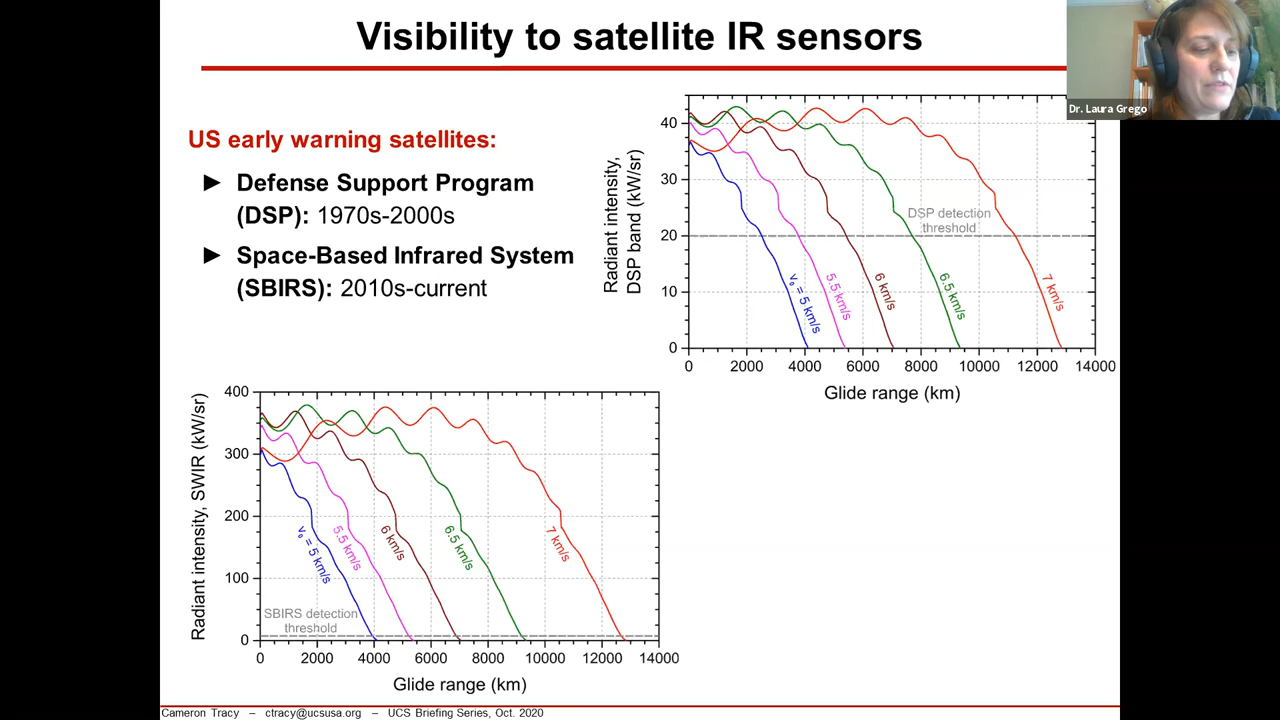 Visibility to satellite IR sensors
Dr. Laura Grego
US early warning satellites:
► Defense Support Program
(DSP): 1970s-2000s
► Space-Based Infrared System
(SBIRS): 2010s-current
Radiant intensity,
DSP band (kW/sr)
40
30
20
10
0
DSP detection
threshold
v₀ = 5 km/s
5.5 km/s
6 km/s
6.5 km/s
7 km/s
0 2000 4000 6000 8000 10000 12000 14000
Glide range (km)
Radiant intensity, SWIR (kW/sr)
400
300
200
100
0
v₀ = 5 km/s
5.5 km/s
6 km/s
6.5 km/s
7 km/s
SBIRS detection
threshold
0 2000 4000 6000 8000 10000 12000 14000
Glide range (km)
Cameron Tracy – ctracy@ucsusa.org – UCS Briefing Series, Oct. 2020